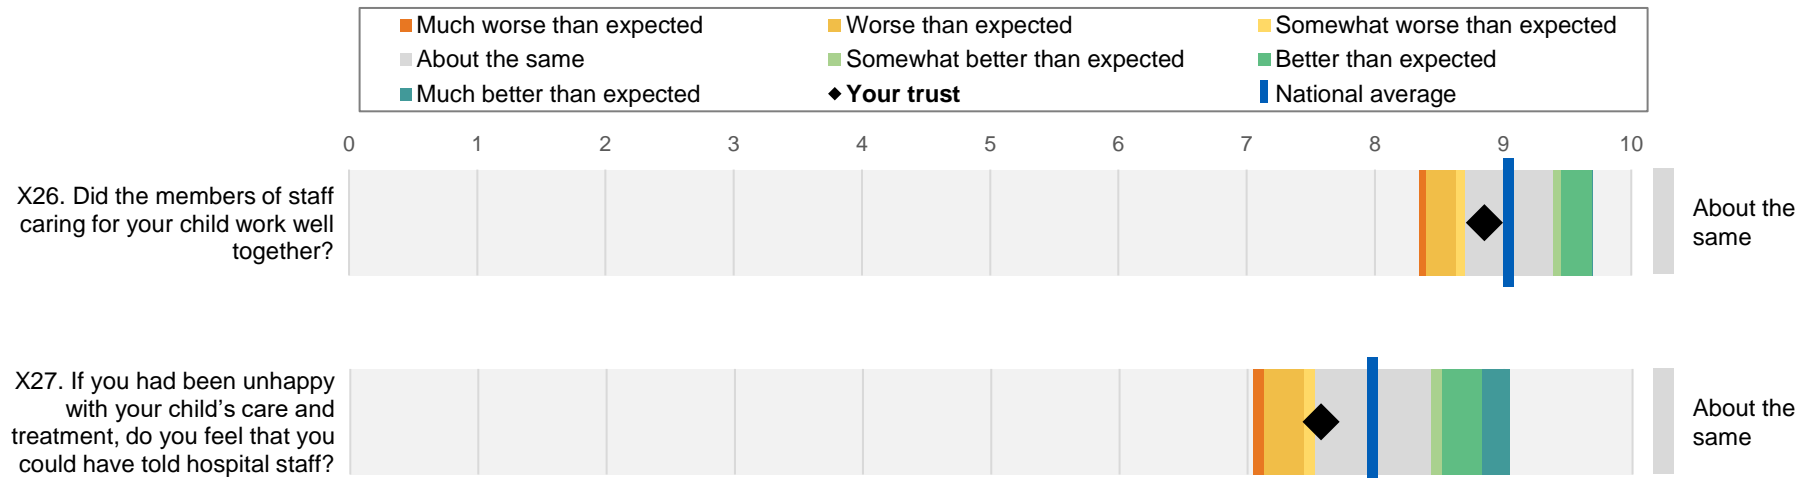 Much worse than expected
Worse than expected
Somewhat worse than expected
About the same
Somewhat better than expected
Better than expected
Much better than expected
Your trust
National average
0 1 2 3 4 5 6 7 8 9 10
X26. Did the members of staff
caring for your child work well
together?
About the
same
X27. If you had been unhappy
with your child’s care and
treatment, do you feel that you
could have told hospital staff?
About the
same